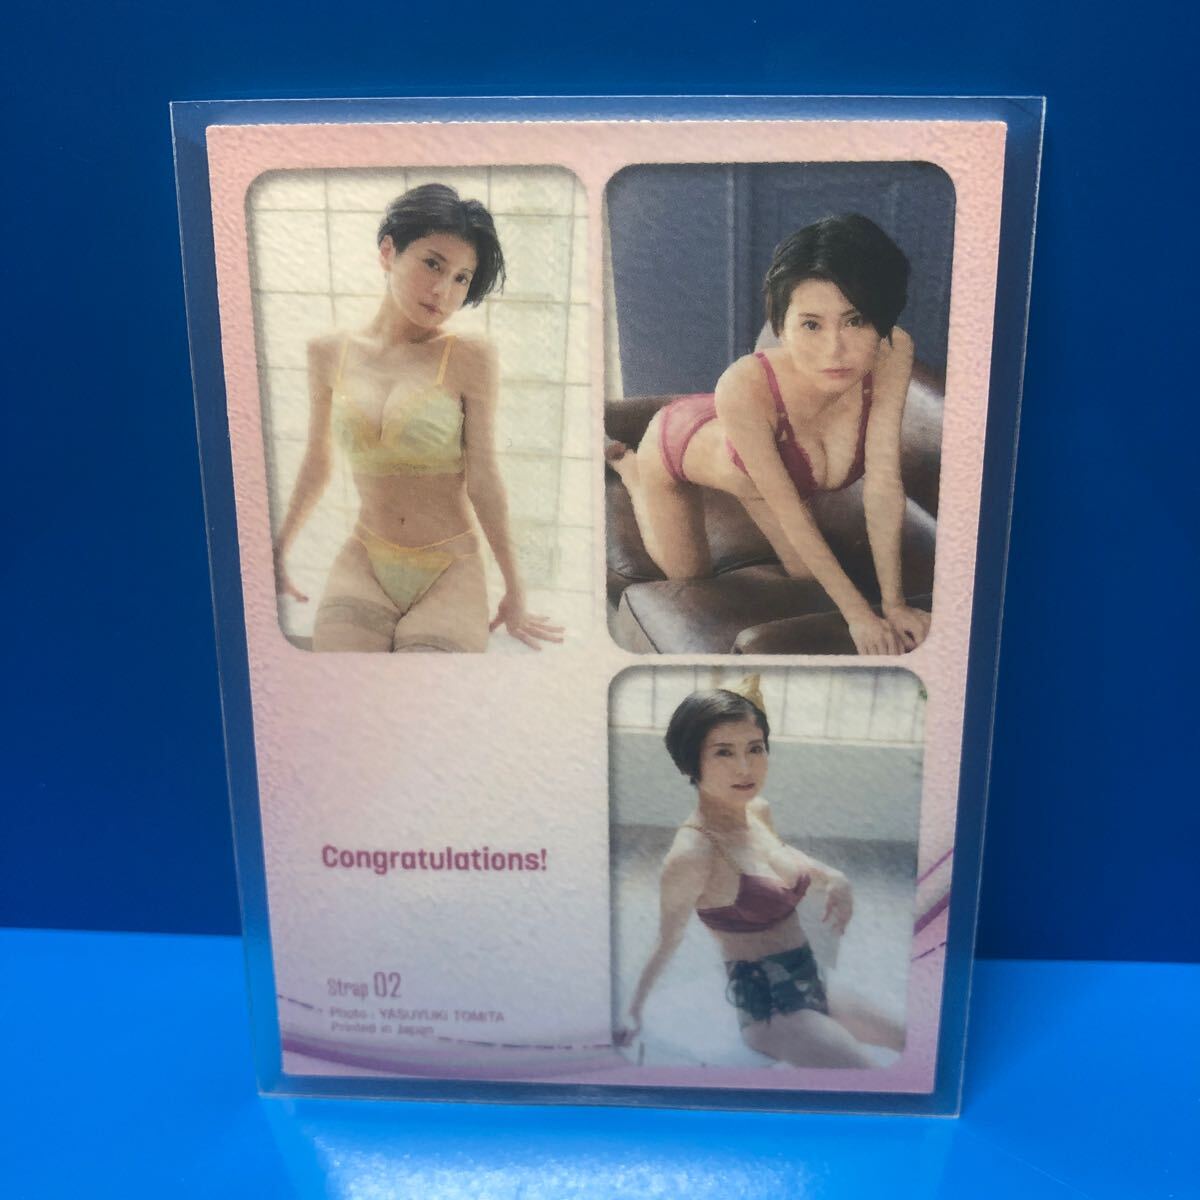 Congratulations!
Strap 02
Photo : YASUYUKI TOMITA
Printed in Japan